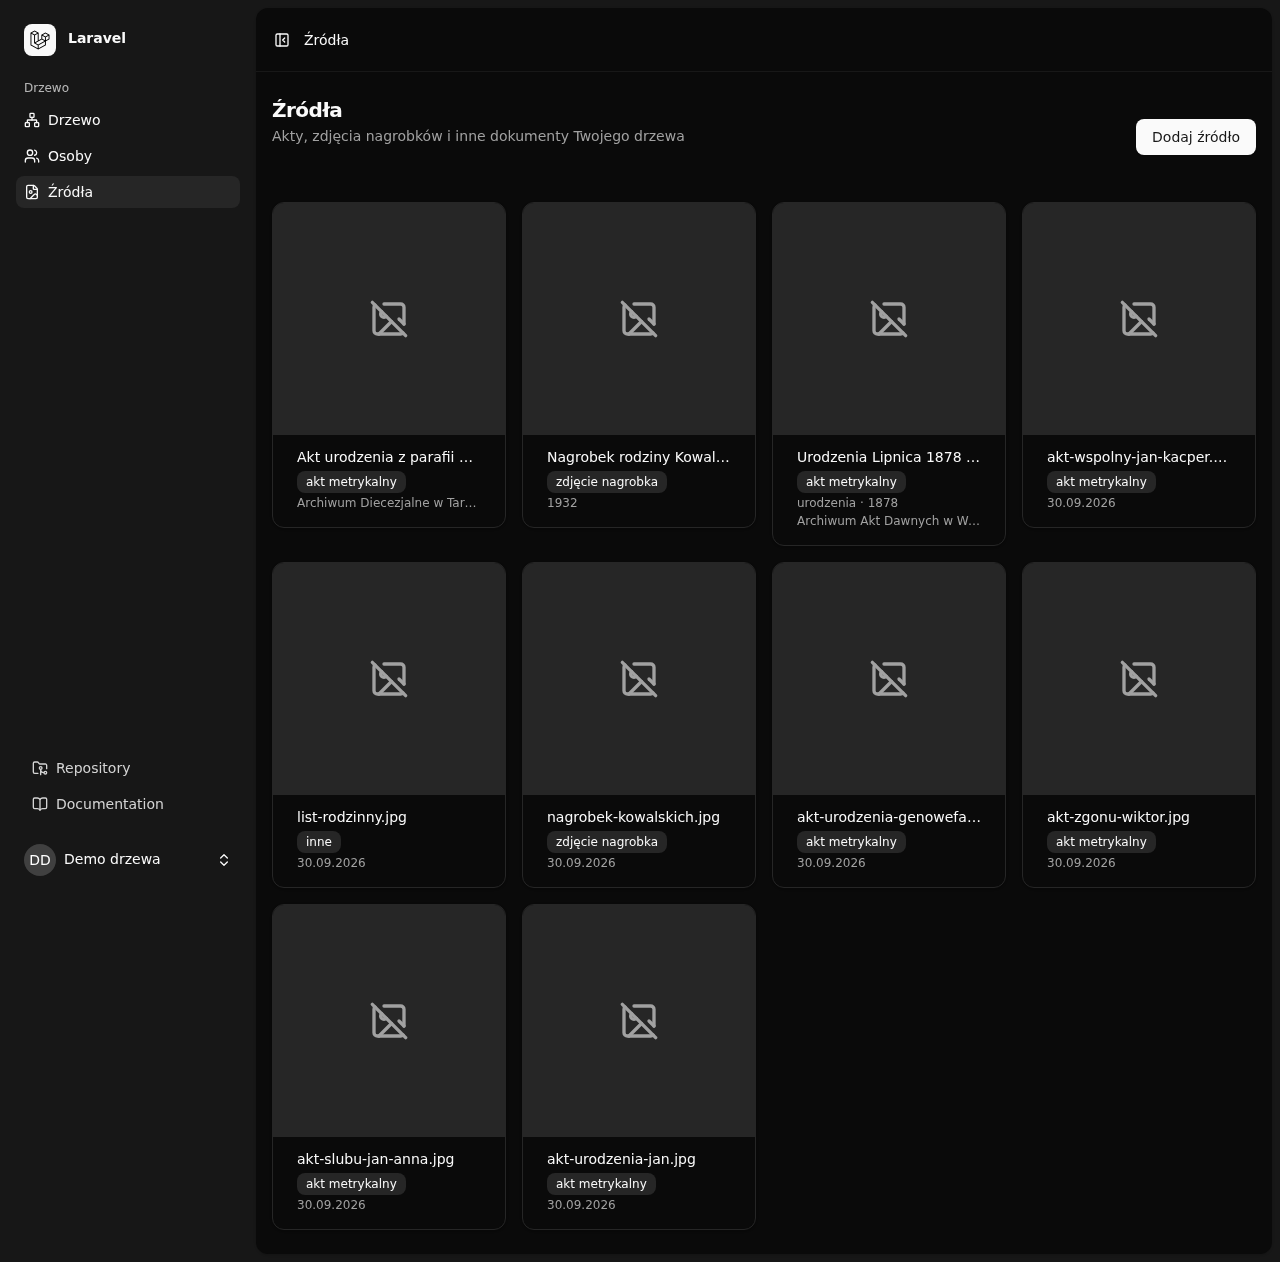 Laravel
Drzewo
Drzewo
Osoby
Źródła
Repository
Documentation
DD Demo drzewa
Źródła
Źródła
Akty, zdjęcia nagrobków i inne dokumenty Twojego drzewa
Dodaj źródło
Akt urodzenia z parafii …
akt metrykalny
Archiwum Diecezjalne w Tar…
Nagrobek rodziny Kowal…
zdjęcie nagrobka
1932
Urodzenia Lipnica 1878 …
akt metrykalny
urodzenia · 1878
Archiwum Akt Dawnych w W…
akt-wspolny-jan-kacper.…
akt metrykalny
30.09.2026
list-rodzinny.jpg
inne
30.09.2026
nagrobek-kowalskich.jpg
zdjęcie nagrobka
30.09.2026
akt-urodzenia-genowefa…
akt metrykalny
30.09.2026
akt-zgonu-wiktor.jpg
akt metrykalny
30.09.2026
akt-slubu-jan-anna.jpg
akt metrykalny
30.09.2026
akt-urodzenia-jan.jpg
akt metrykalny
30.09.2026